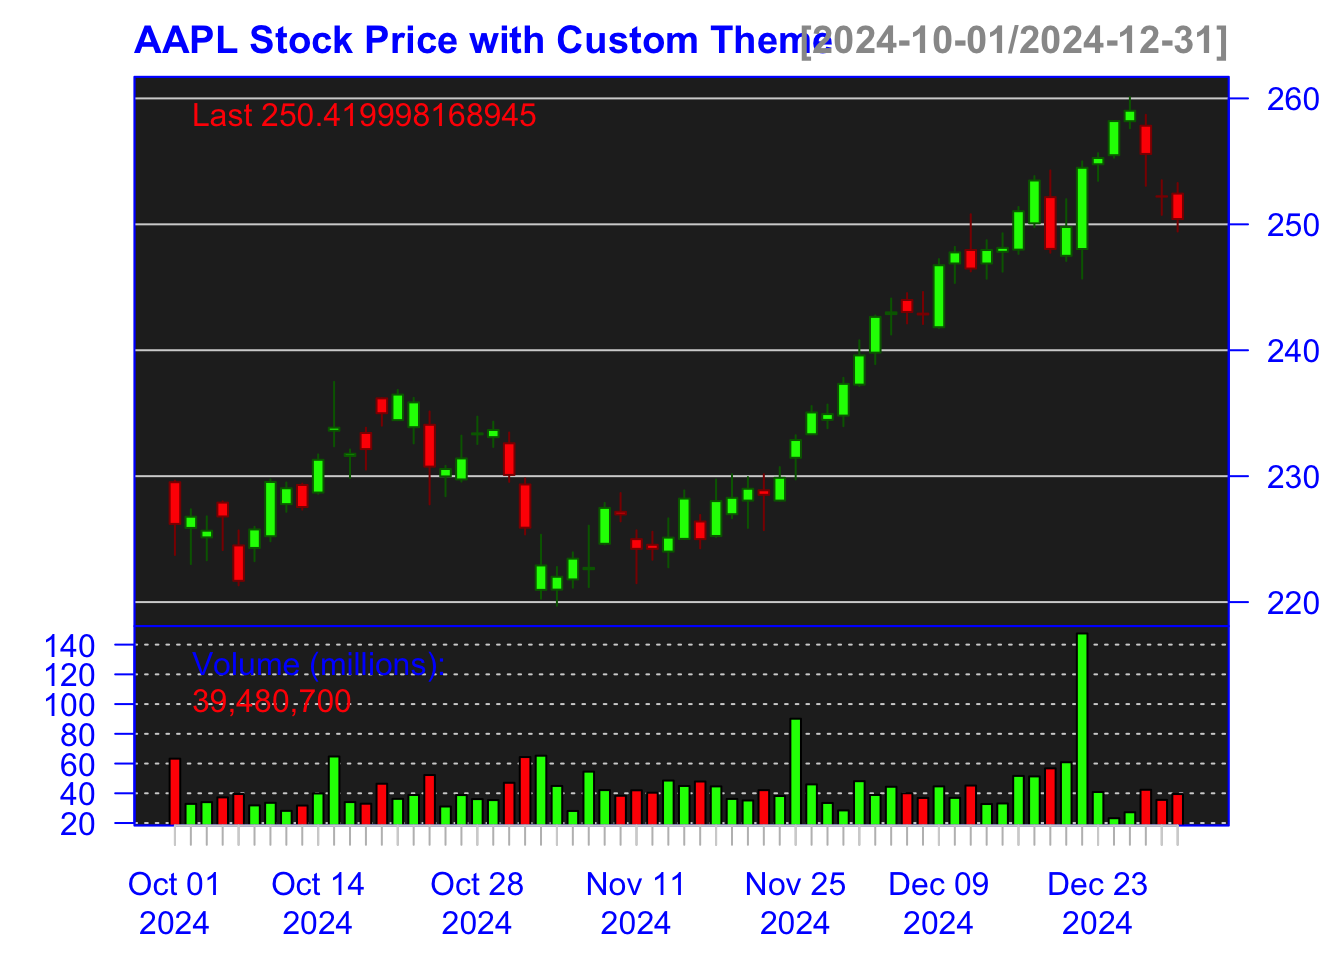 AAPL Stock Price with Custom Theme [2024-10-01/2024-12-31]
Last 250.419998168945
260
250
240
230
220
Volume (millions):
39,480,700
140
120
100
80
60
40
20
Oct 01 2024
Oct 14 2024
Oct 28 2024
Nov 11 2024
Nov 25 2024
Dec 09 2024
Dec 23 2024